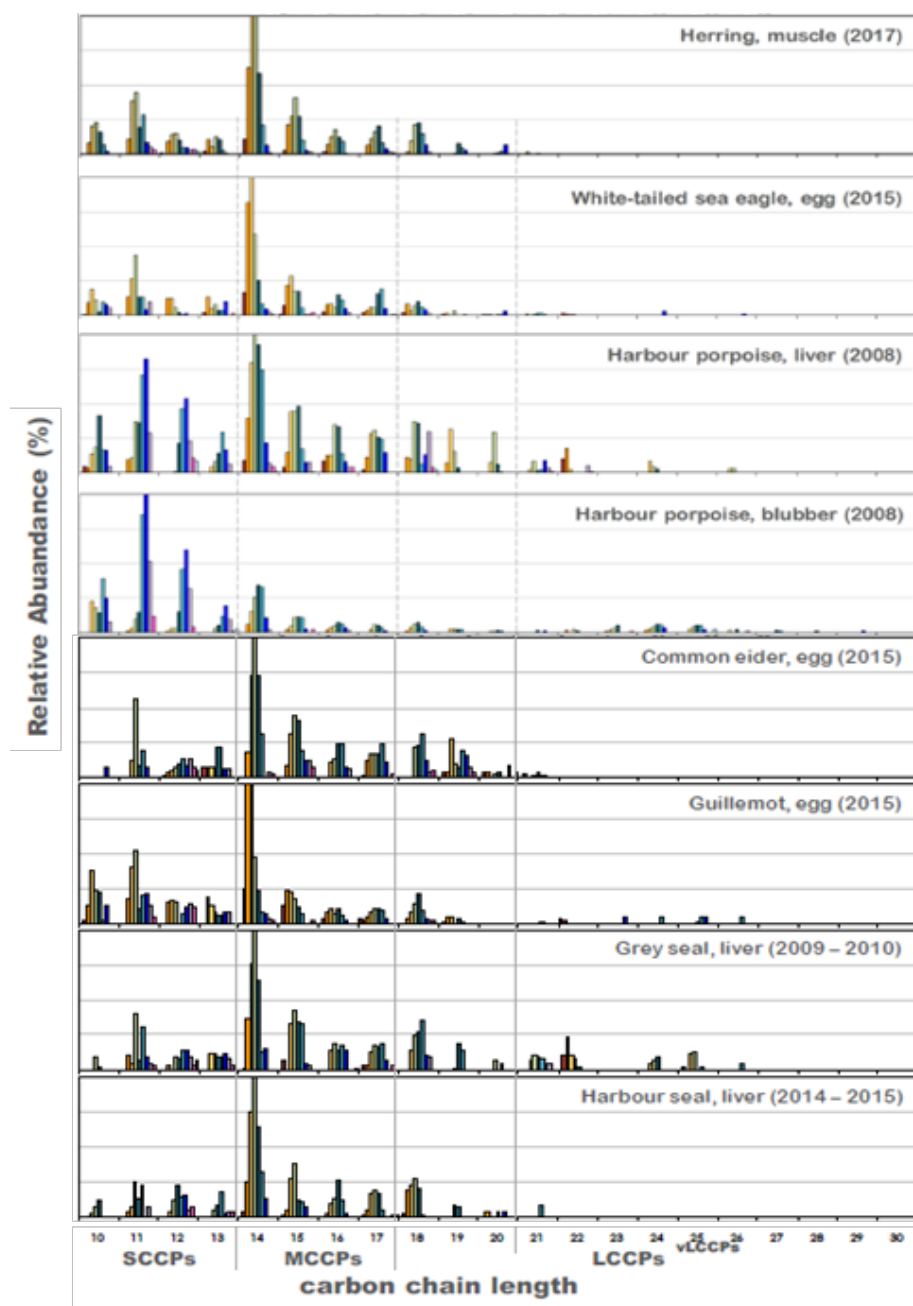 Herring, muscle (2017)
White-tailed sea eagle, egg (2015)
Harbour porpoise, liver (2008)
Harbour porpoise, blubber (2008)
Common eider, egg (2015)
Guillemot, egg (2015)
Grey seal, liver (2009 – 2010)
Harbour seal, liver (2014 – 2015)
Relative Abuandance (%)
10 11 12 13 14 15 16 17 18 19 20 21 22 23 24 25 26 27 28 29 30
SCCPs MCCPs LCCPs vLCCPs
carbon chain length